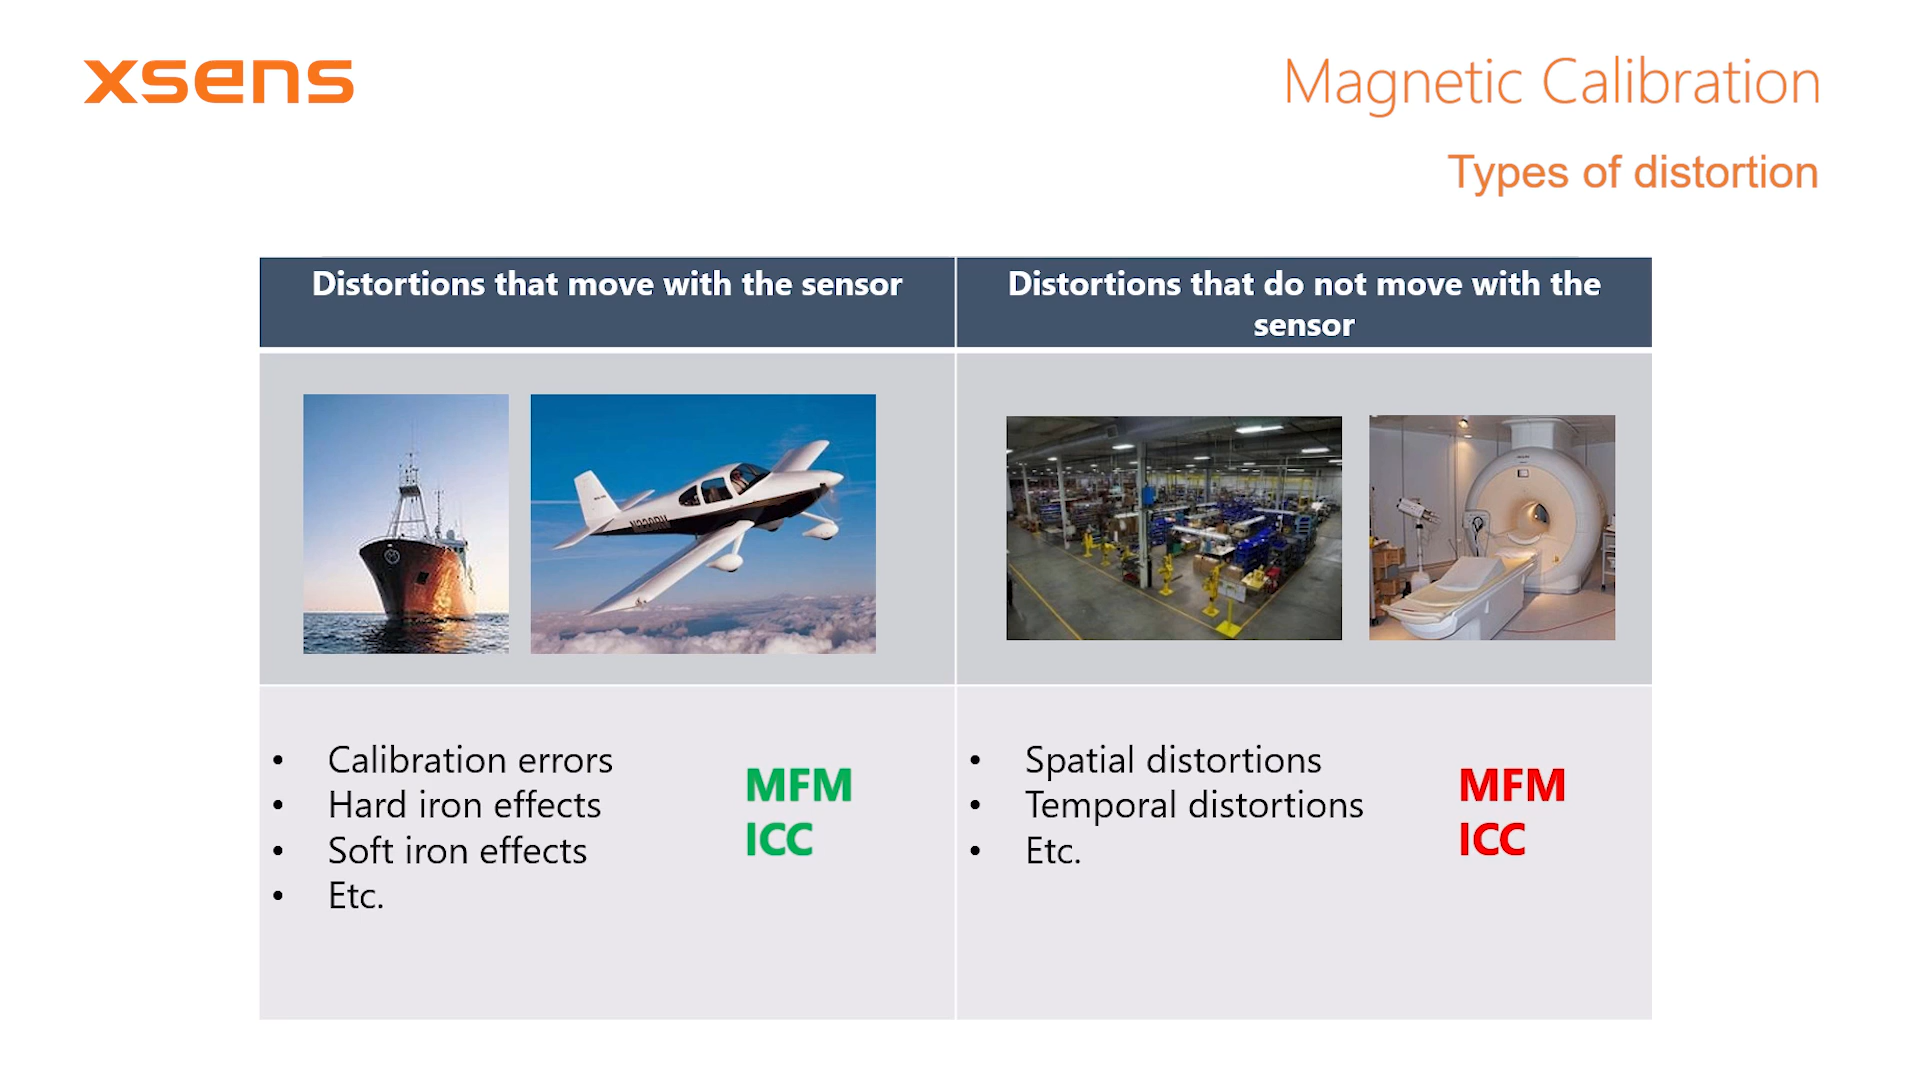 xsens
Magnetic Calibration
Types of distortion
Distortions that move with the sensor
Distortions that do not move with the
sensor
• Calibration errors
• Hard iron effects
• Soft iron effects
• Etc.
MFM
ICC
• Spatial distortions
• Temporal distortions
• Etc.
MFM
ICC